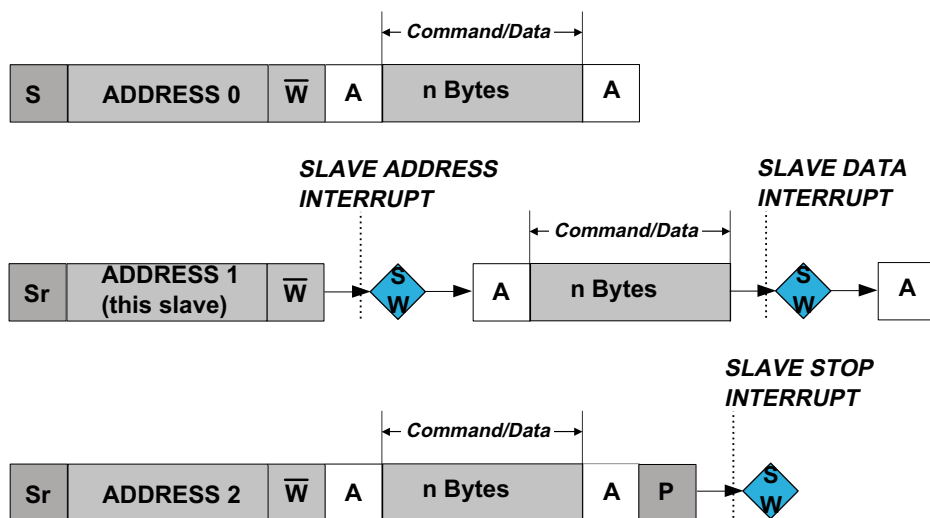 Command/Data
S ADDRESS 0 W̅ A n Bytes A
SLAVE ADDRESS
INTERRUPT
SLAVE DATA
INTERRUPT
Command/Data
Sr ADDRESS 1
(this slave)
W̅ S
W
A n Bytes S
W
A
SLAVE STOP
INTERRUPT
Command/Data
Sr ADDRESS 2 W̅ A n Bytes A P S
W